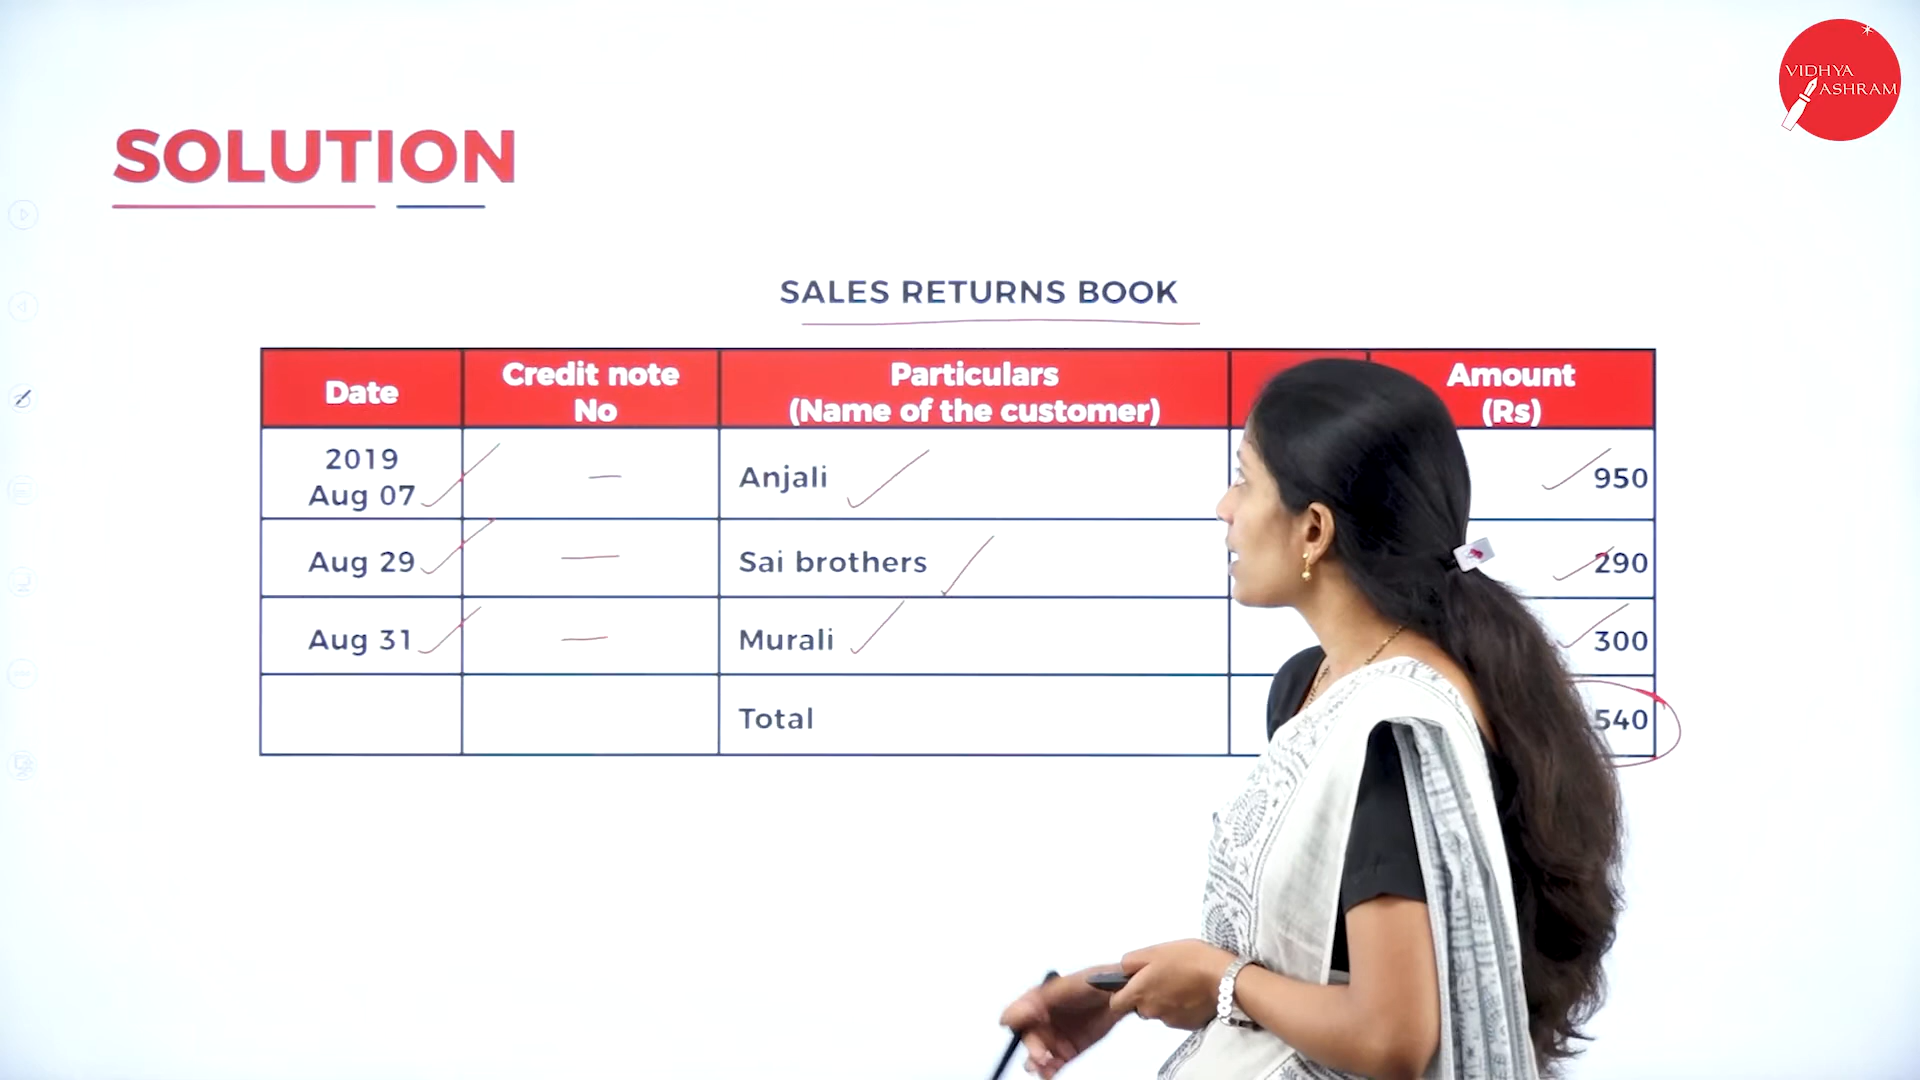 VIDHYA
ASHRAM
SOLUTION
SALES RETURNS BOOK
Date
Credit note
No
Particulars
(Name of the customer)
Amount
(Rs)
2019
Aug 07
—
Anjali
950
Aug 29
—
Sai brothers
290
Aug 31
—
Murali
300
Total
540